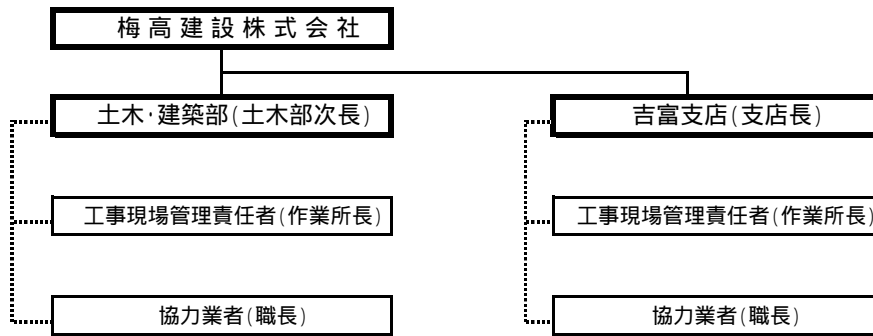 梅高建設株式会社
土木・建築部(土木部次長)
吉富支店(支店長)
工事現場管理責任者(作業所長)
工事現場管理責任者(作業所長)
協力業者(職長)
協力業者(職長)